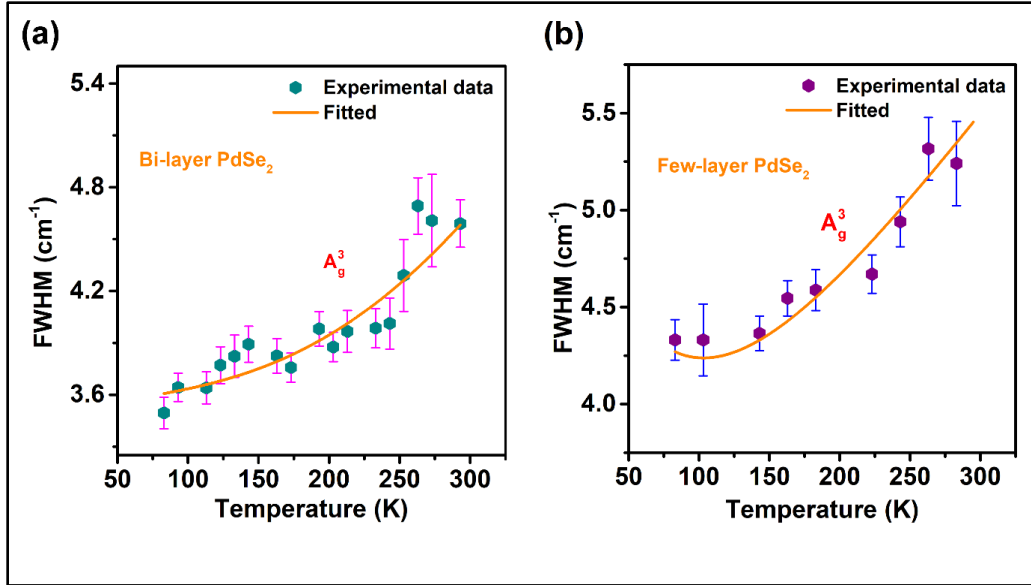 (a)
5.4
4.8
4.2
3.6
FWHM (cm⁻¹)
Experimental data
Fitted
Bi-layer PdSe₂
A³g
50 100 150 200 250 300
Temperature (K)
(b)
5.5
5.0
4.5
4.0
FWHM (cm⁻¹)
Experimental data
Fitted
Few-layer PdSe₂
A³g
50 100 150 200 250 300
Temperature (K)